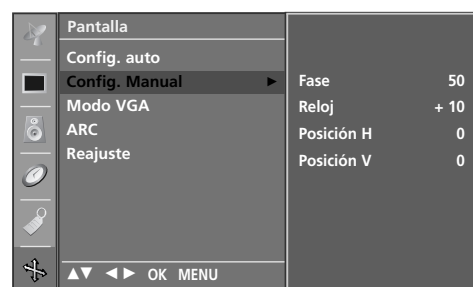 Pantalla
Config. auto
Config. Manual ►
Modo VGA
ARC
Reajuste
▲▼ ◄► OK MENU
Fase 50
Reloj + 10
Posición H 0
Posición V 0